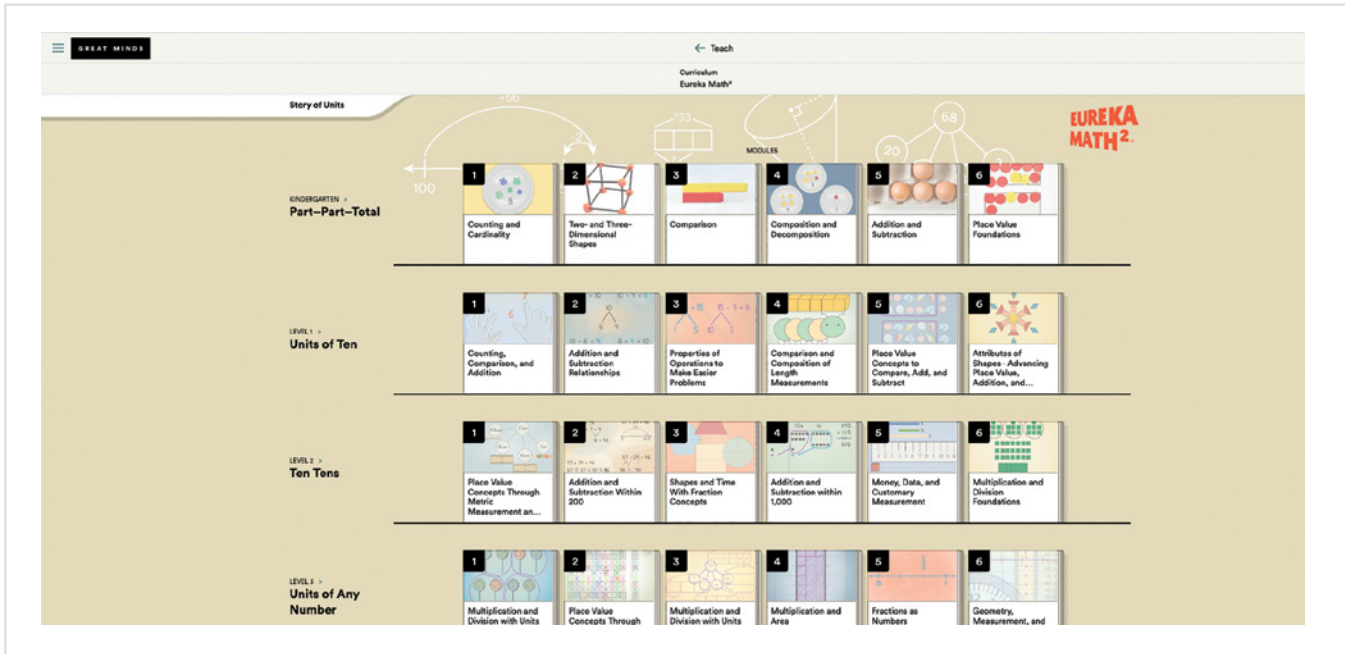 GREAT MINDS
← Teach
Curriculum
Eureka Math²
Story of Units
EUREKA
MATH²
MODULES
100
68
20
33
KINDERGARTEN >
Part–Part–Total
1
5
Counting and
Cardinality
2
Two- and Three-
Dimensional
Shapes
3
Comparison
4
Composition and
Decomposition
5
Addition and
Subtraction
6
Place Value
Foundations
LEVEL 1 >
Units of Ten
1
6
Counting,
Comparison, and
Addition
2
Addition and
Subtraction
Relationships
3
Properties of
Operations to
Make Easier
Problems
4
Comparison and
Composition of
Length
Measurements
5
Place Value
Concepts to
Compare, Add, and
Subtract
6
Attributes of
Shapes · Advancing
Place Value,
Addition, and...
LEVEL 2 >
Ten Tens
1
Place Value
Concepts Through
Metric
Measurement an...
2
Addition and
Subtraction Within
200
3
Shapes and Time
With Fraction
Concepts
4
Addition and
Subtraction within
1,000
5
Money, Data, and
Customary
Measurement
6
Multiplication and
Division
Foundations
LEVEL 3 >
Units of Any
Number
1
Multiplication and
Division with Units
2
Place Value
Concepts Through
3
Multiplication and
Division with Units
4
Multiplication and
Area
5
Fractions as
Numbers
6
Geometry,
Measurement, and